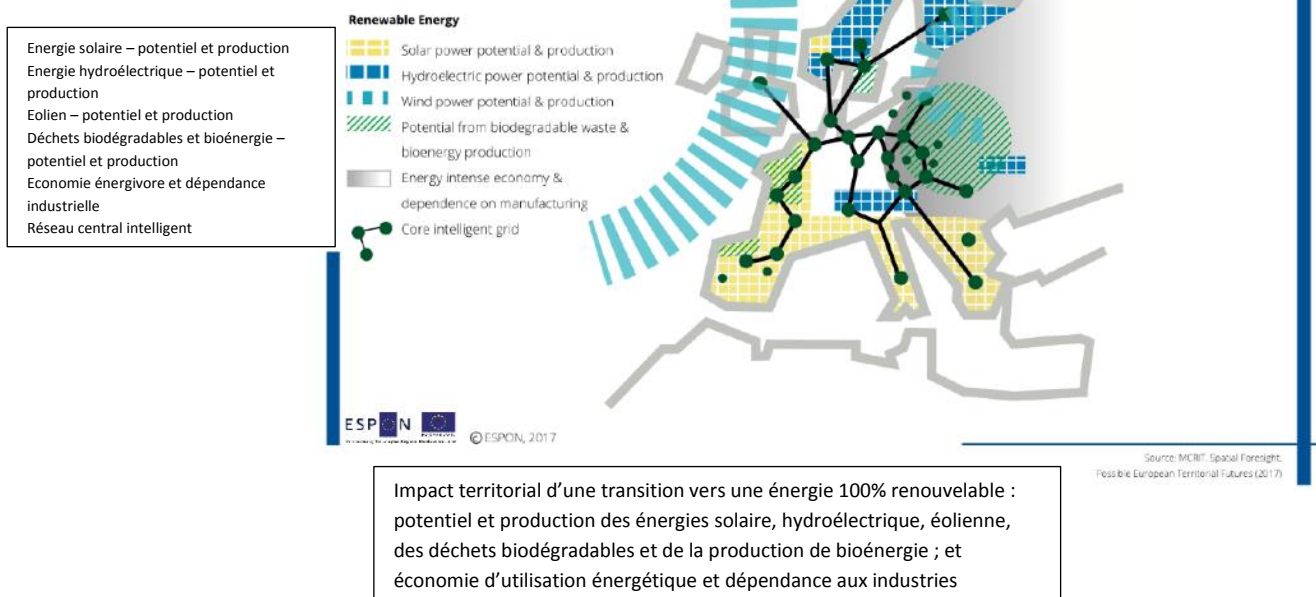 Energie solaire – potentiel et production
Energie hydroélectrique – potentiel et
production
Eolien – potentiel et production
Déchets biodégradables et bioénergie –
potentiel et production
Economie énergivore et dépendance
industrielle
Réseau central intelligent
Renewable Energy
Solar power potential & production
Hydroelectric power potential & production
Wind power potential & production
Potential from biodegradable waste &
bioenergy production
Energy intense economy &
dependence on manufacturing
Core intelligent grid
ESPON
© ESPON, 2017
Source: MCRIT. Spatial Foresight.
Possible European Territorial Futures (2017)
Impact territorial d’une transition vers une énergie 100% renouvelable :
potentiel et production des énergies solaire, hydroélectrique, éolienne,
des déchets biodégradables et de la production de bioénergie ; et
économie d’utilisation énergétique et dépendance aux industries